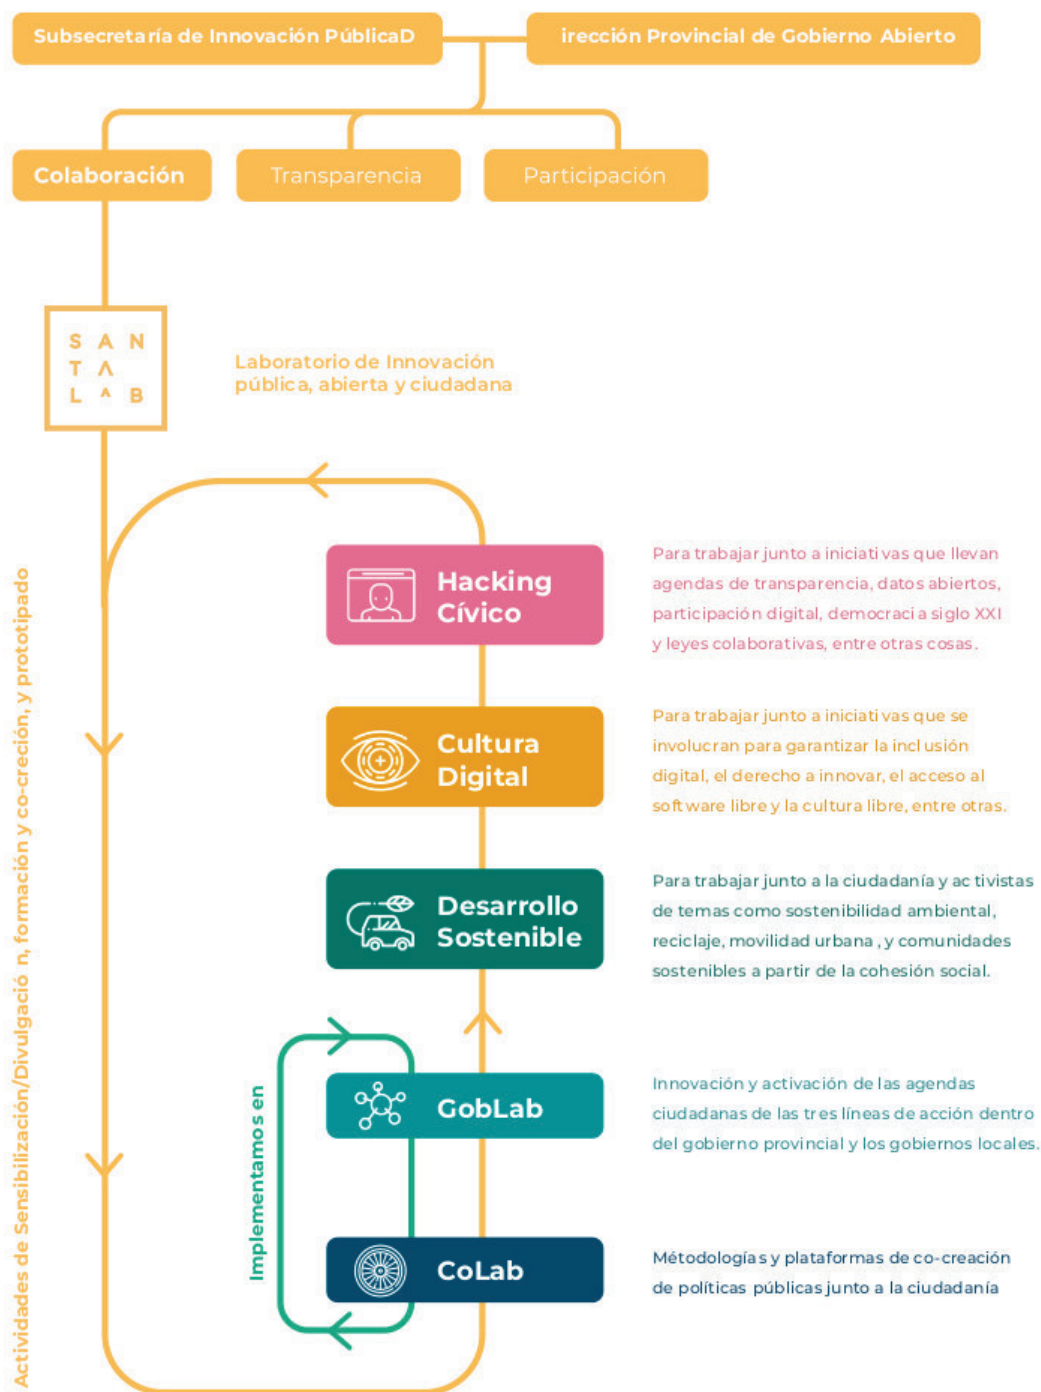 Subsecretaría de Innovación PúblicaD
irección Provincial de Gobierno Abierto
Colaboración
Transparencia
Participación
S A N
T A
L A B
Laboratorio de Innovación
pública, abierta y ciudadana
Actividades de Sensibilización/Divulgació n, formación y co-creción, y prototipado
Hacking
Cívico
Para trabajar junto a iniciativas que llevan
agendas de transparencia, datos abiertos,
participación digital, democracia siglo XXI
y leyes colaborativas, entre otras cosas.
Cultura
Digital
Para trabajar junto a iniciativas que se
involucran para garantizar la inclusión
digital, el derecho a innovar, el acceso al
software libre y la cultura libre, entre otras.
Desarrollo
Sostenible
Para trabajar junto a la ciudadanía y activistas
de temas como sostenibilidad ambiental,
reciclaje, movilidad urbana, y comunidades
sostenibles a partir de la cohesión social.
Implementamos en
GobLab
Innovación y activación de las agendas
ciudadanas de las tres líneas de acción dentro
del gobierno provincial y los gobiernos locales.
CoLab
Métodologías y plataformas de co-creación
de políticas públicas junto a la ciudadanía